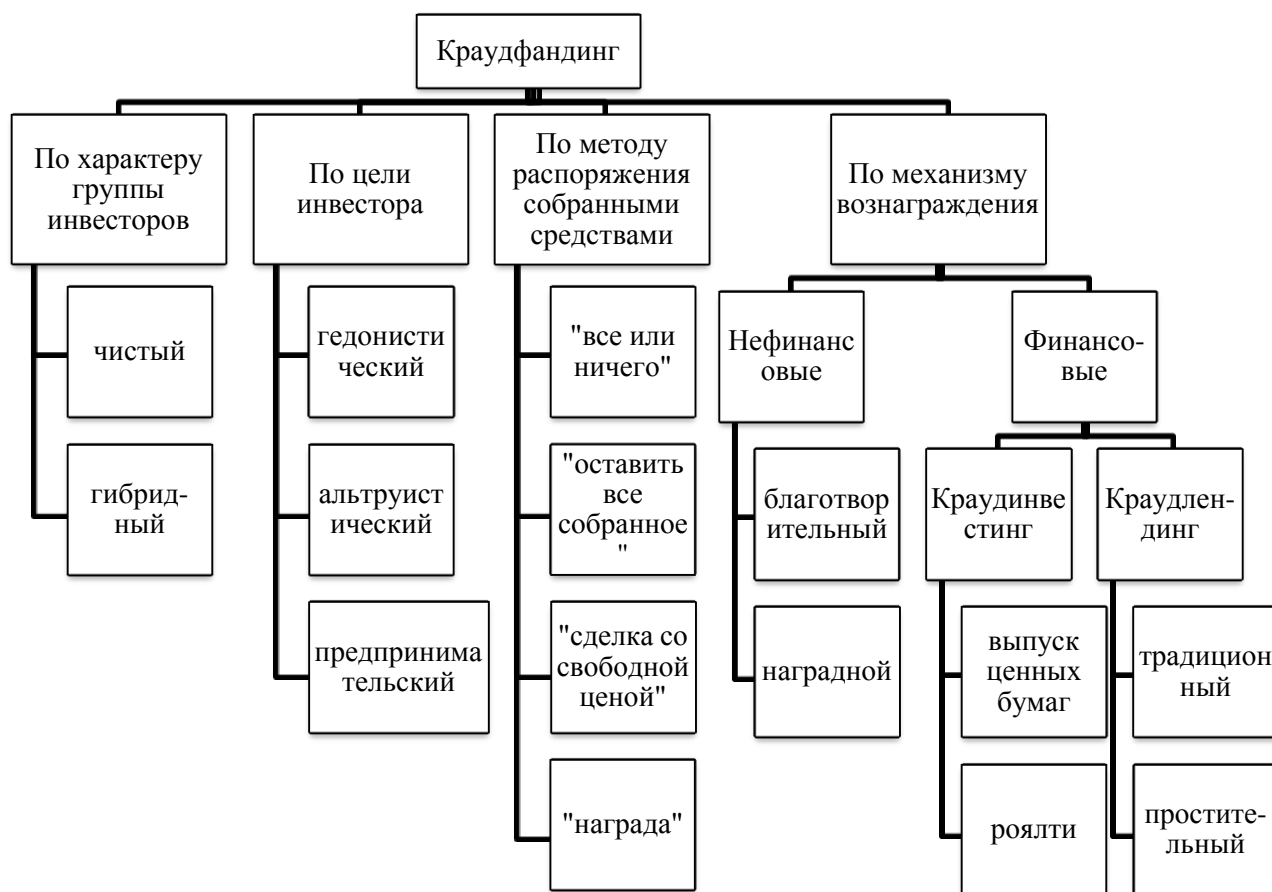 Краудфандинг
По характеру
группы
инвесторов
По цели
инвестора
По методу
распоряжения
собранными
средствами
По механизму
вознаграждения
чистый
гибрид-
ный
гедонисти
ческий
альтруист
ический
предпринима
тельский
"все или
ничего"
"оставить
все
собранное
"
"сделка со
свободной
ценой"
"награда"
Нефинанс
овые
Финансо-
вые
благотвор
ительный
наградной
Краудинве
стинг
Краудлен-
динг
выпуск
ценных
бумаг
роялти
традицион
ный
простите-
льный